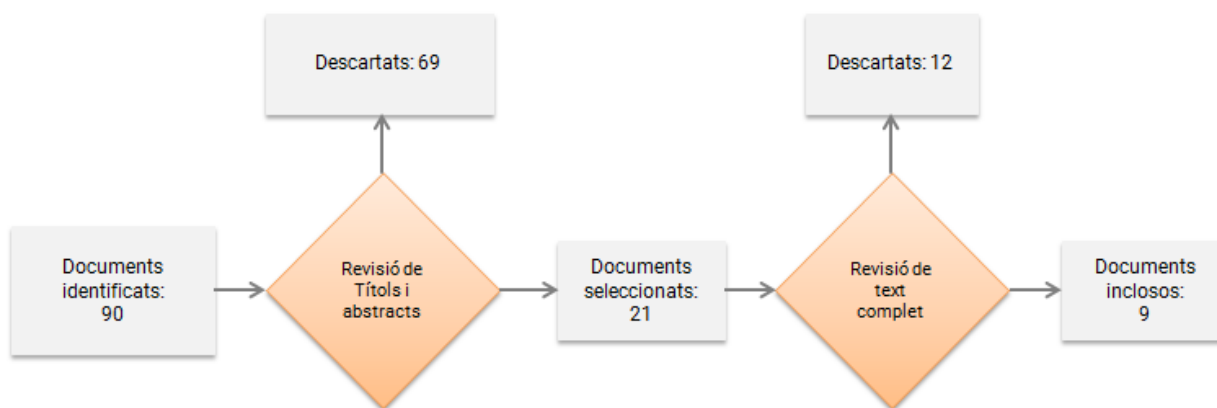 Descartats: 69
Descartats: 12
Documents
identificats:
90
Revisió de
Títols i
abstracts
Documents
seleccionats:
21
Revisió de
text
complet
Documents
inclosos:
9